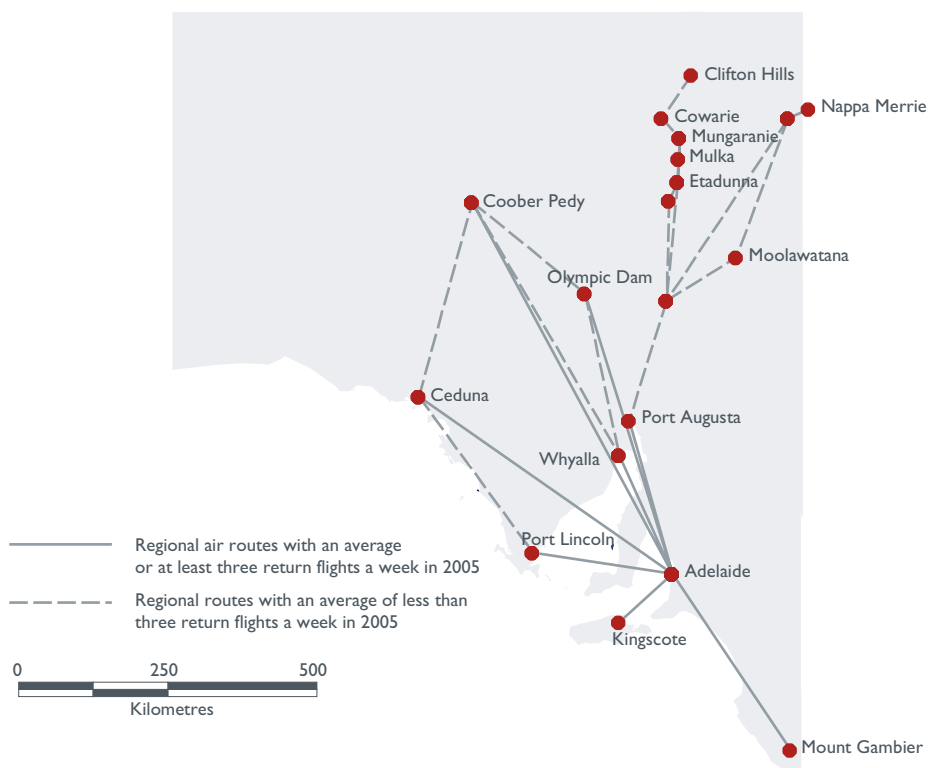 Clifton Hills
Nappa Merrie
Cowarie
Mungaranie
Mulka
Etadunna
Coober Pedy
Moolawatana
Olympic Dam
Ceduna
Port Augusta
Whyalla
Port Lincoln
Adelaide
Kingscote
Mount Gambier
Regional air routes with an average
or at least three return flights a week in 2005
Regional routes with an average of less than
three return flights a week in 2005
0 250 500
Kilometres